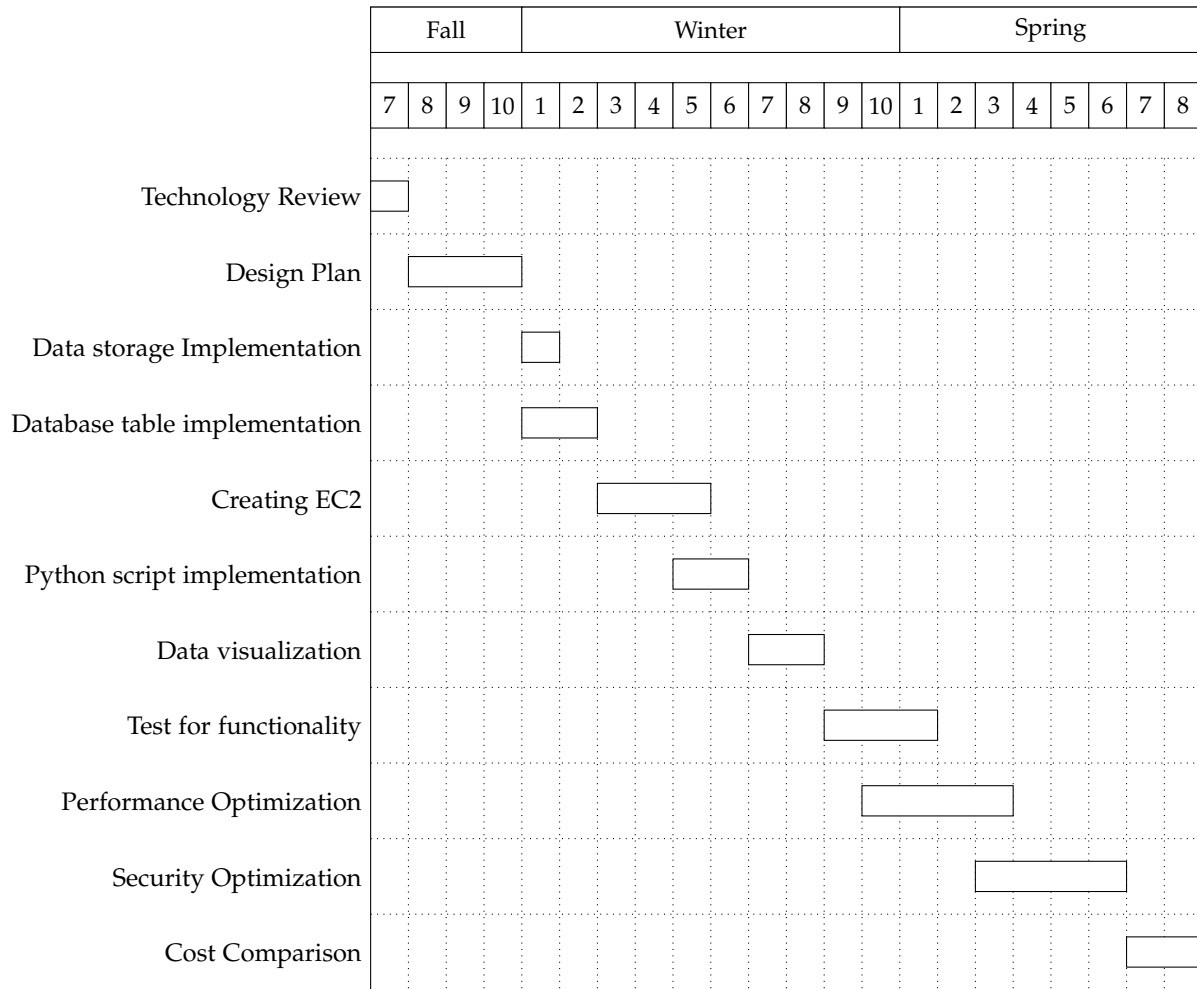 Fall Winter Spring
7 8 9 10 1 2 3 4 5 6 7 8 9 10 1 2 3 4 5 6 7 8
Technology Review
Design Plan
Data storage Implementation
Database table implementation
Creating EC2
Python script implementation
Data visualization
Test for functionality
Performance Optimization
Security Optimization
Cost Comparison